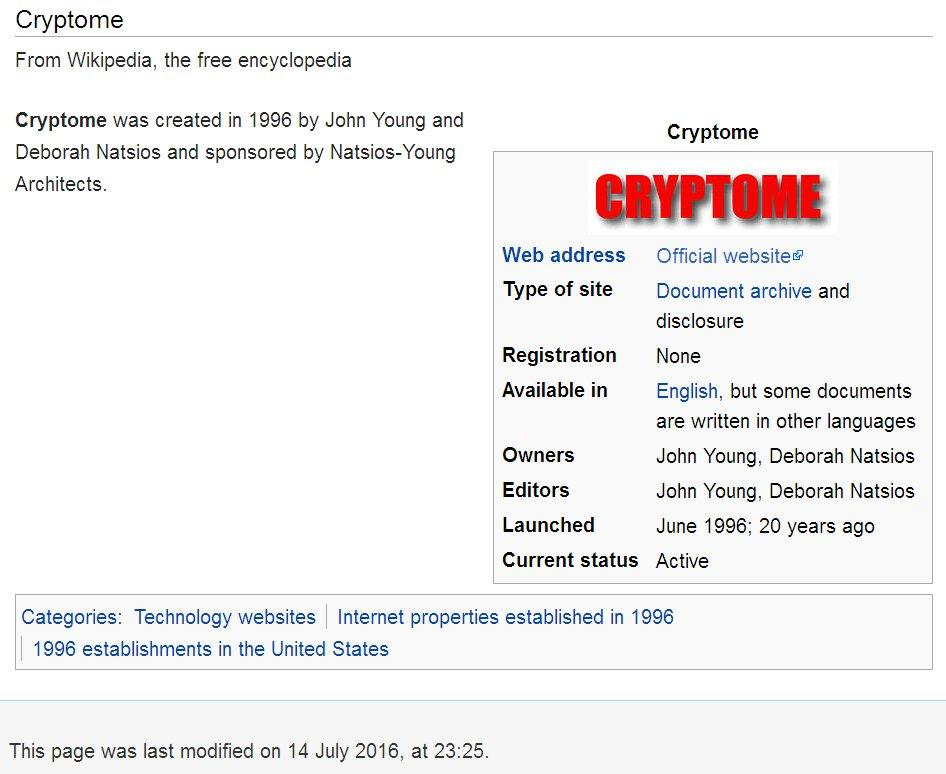 Cryptome
From Wikipedia, the free encyclopedia
Cryptome was created in 1996 by John Young and
Deborah Natsios and sponsored by Natsios-Young
Architects.
Cryptome
CRYPTOME
Web address Official website
Type of site Document archive and
disclosure
Registration None
Available in English, but some documents
are written in other languages
Owners John Young, Deborah Natsios
Editors John Young, Deborah Natsios
Launched June 1996; 20 years ago
Current status Active
Categories: Technology websites | Internet properties established in 1996
| 1996 establishments in the United States
This page was last modified on 14 July 2016, at 23:25.